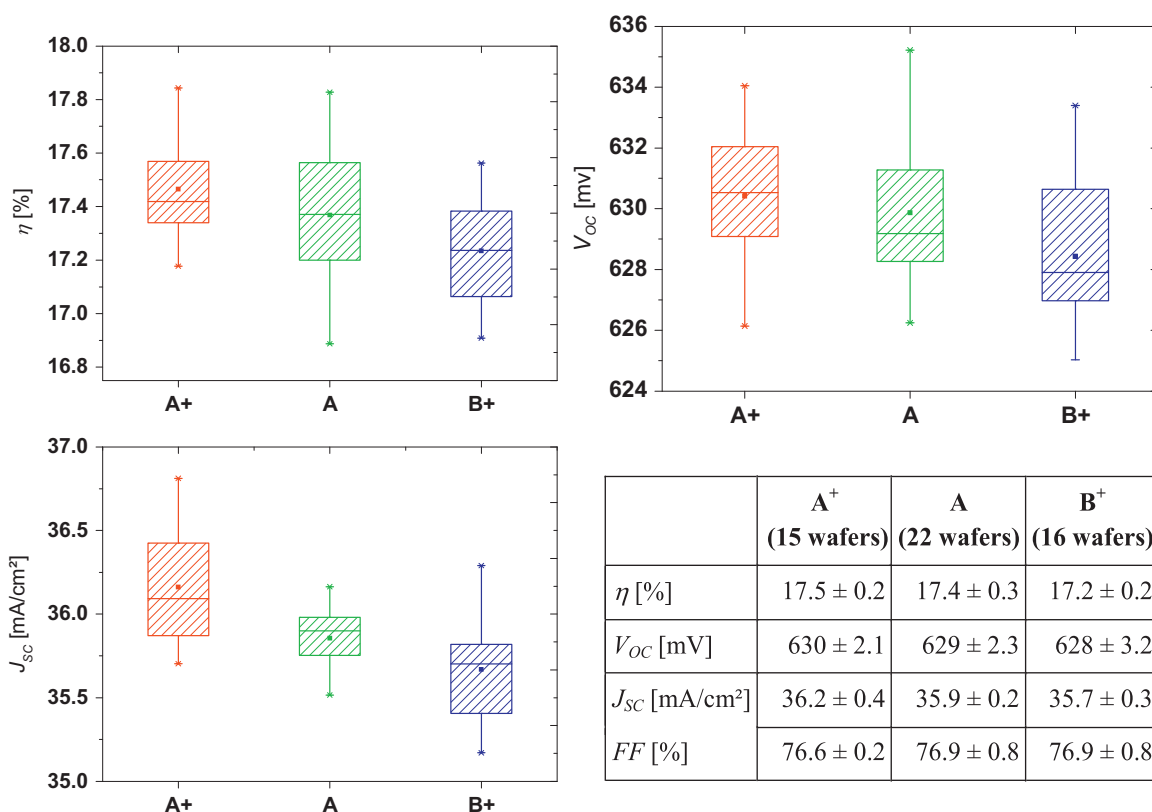 η [%]
18.0
17.8
17.6
17.4
17.2
17.0
16.8
A+ A B+
V_OC [mv]
636
634
632
630
628
626
624
A+ A B+
J_SC [mA/cm²]
37.0
36.5
36.0
35.5
35.0
A+ A B+
A⁺ A B⁺
(15 wafers) (22 wafers) (16 wafers)
η [%] 17.5 ± 0.2 17.4 ± 0.3 17.2 ± 0.2
V_OC [mV] 630 ± 2.1 629 ± 2.3 628 ± 3.2
J_SC [mA/cm²] 36.2 ± 0.4 35.9 ± 0.2 35.7 ± 0.3
FF [%] 76.6 ± 0.2 76.9 ± 0.8 76.9 ± 0.8